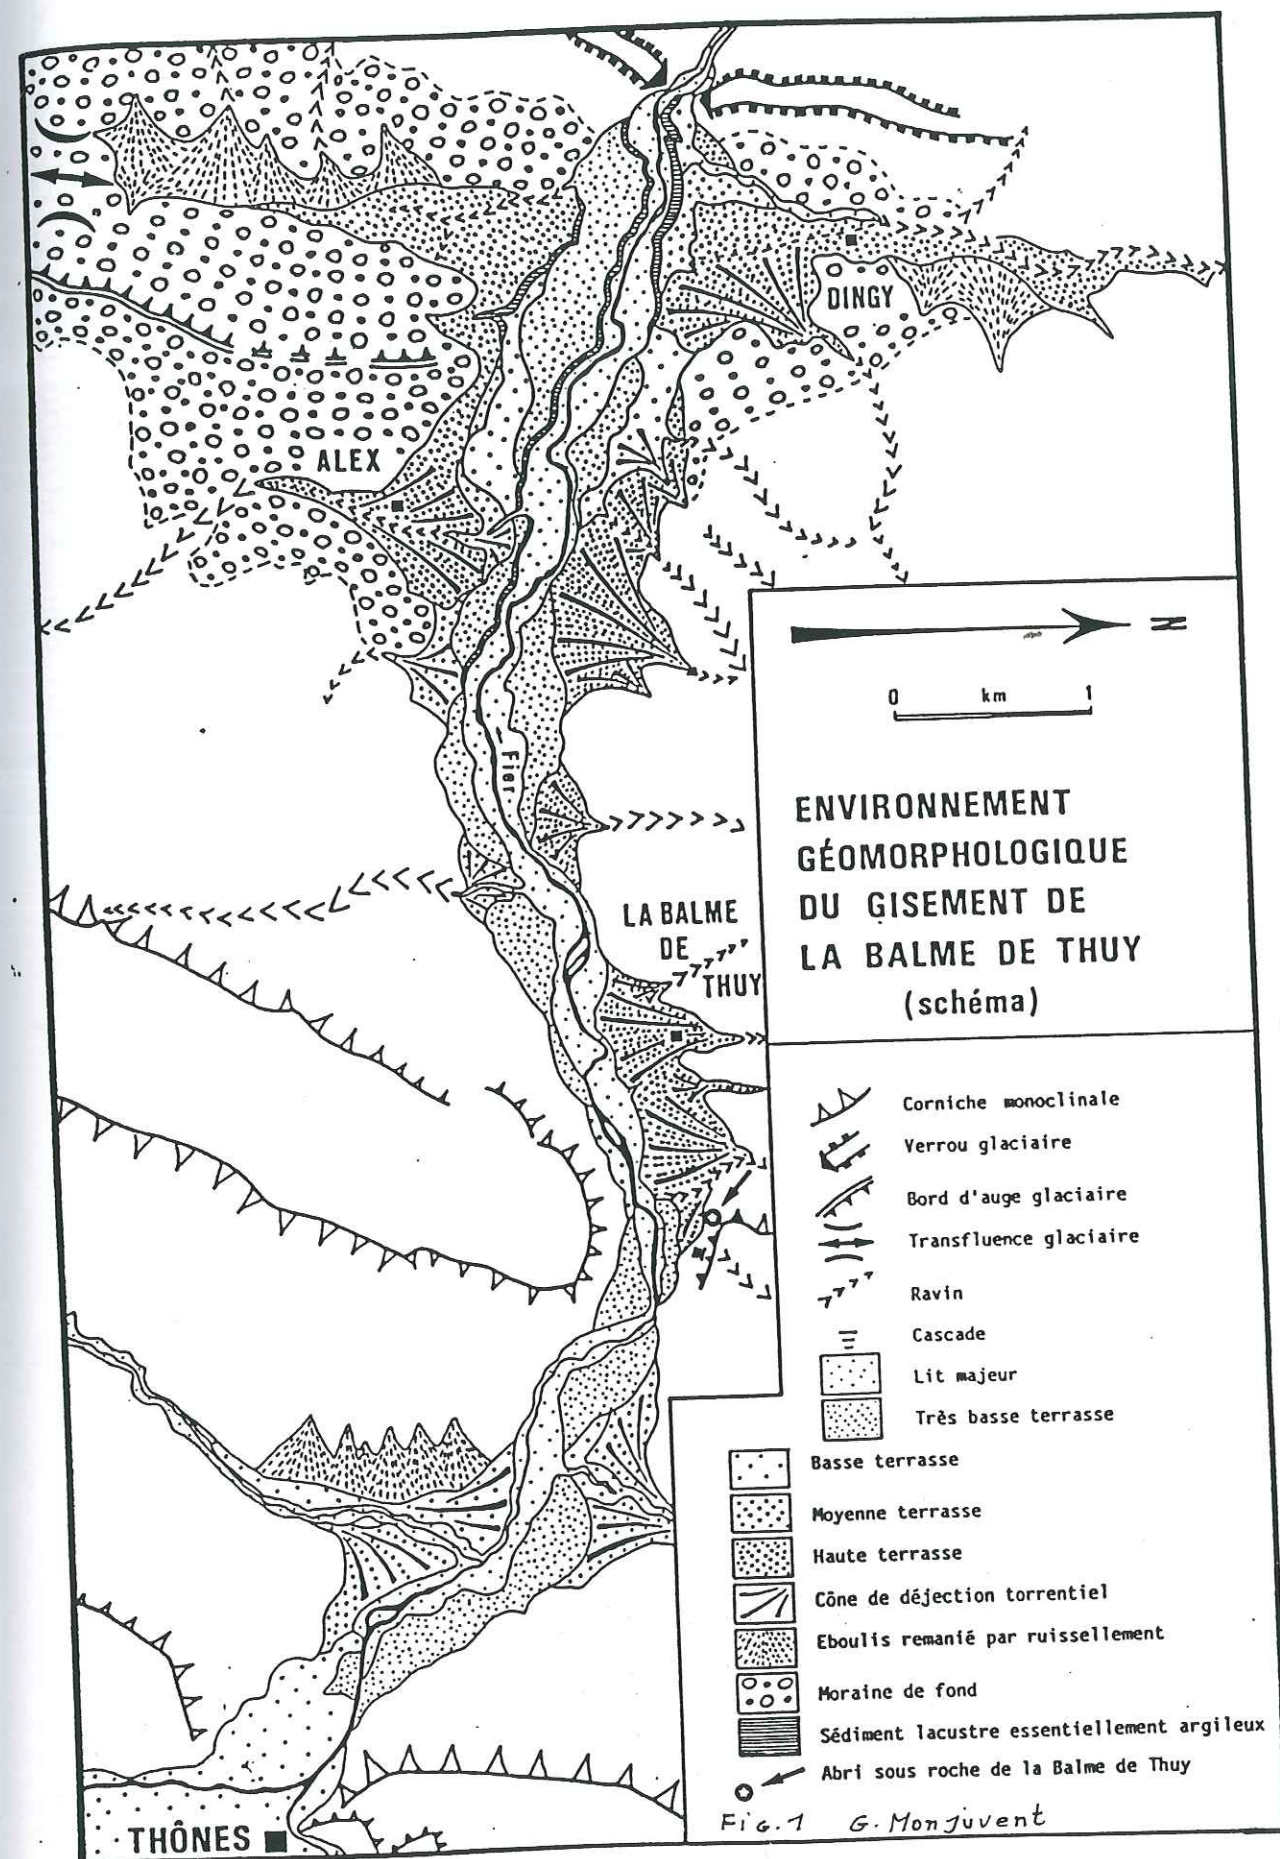 DINGY
ALEX
N
0 km 1
Fier
ENVIRONNEMENT
GÉOMORPHOLOGIQUE
DU GISEMENT DE
LA BALME DE THUY
(schéma)
LA BALME
DE
THUY
Corniche monoclinale
Verrou glaciaire
Bord d'auge glaciaire
Transfluence glaciaire
Ravin
Cascade
Lit majeur
Très basse terrasse
Basse terrasse
Moyenne terrasse
Haute terrasse
Cône de déjection torrentiel
Eboulis remanié par ruissellement
Moraine de fond
Sédiment lacustre essentiellement argileux
Abri sous roche de la Balme de Thuy
THÔNES
Fig.1 G. Monjuvent